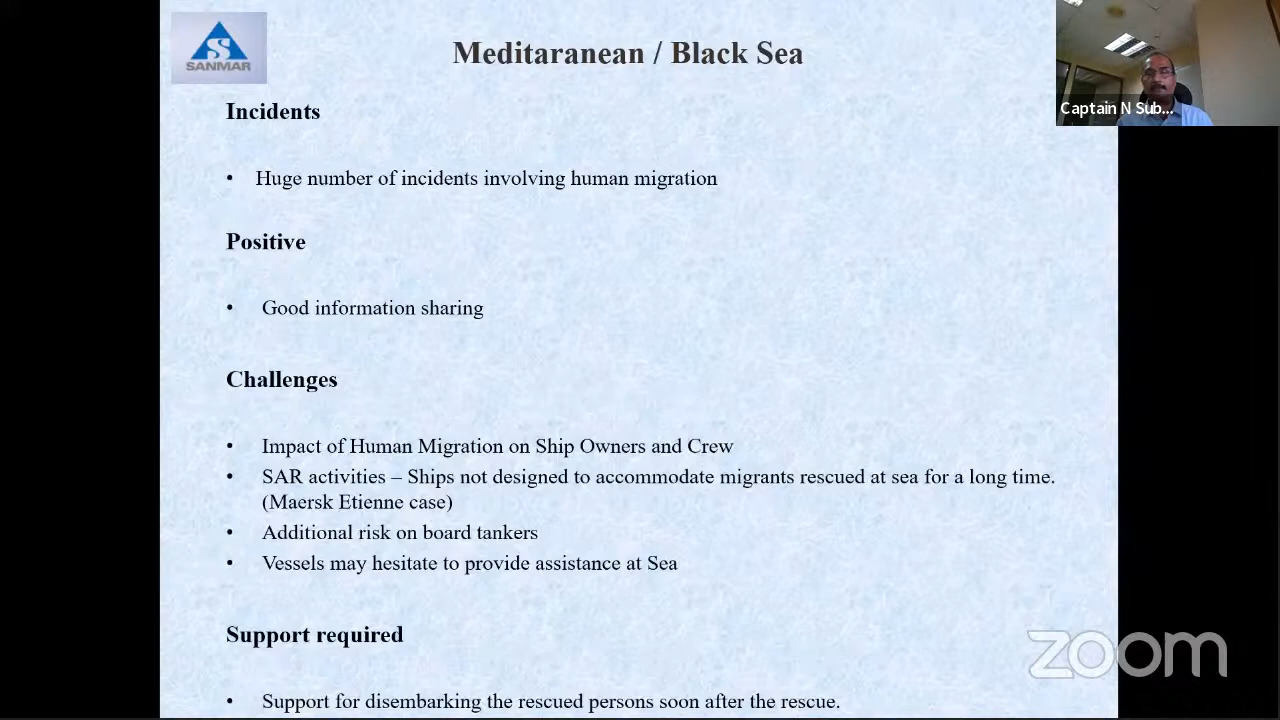 SANMAR
Meditaranean / Black Sea
Captain N Sub...
Incidents
• Huge number of incidents involving human migration
Positive
• Good information sharing
Challenges
• Impact of Human Migration on Ship Owners and Crew
• SAR activities – Ships not designed to accommodate migrants rescued at sea for a long time.
(Maersk Etienne case)
• Additional risk on board tankers
• Vessels may hesitate to provide assistance at Sea
Support required
• Support for disembarking the rescued persons soon after the rescue.
zoom